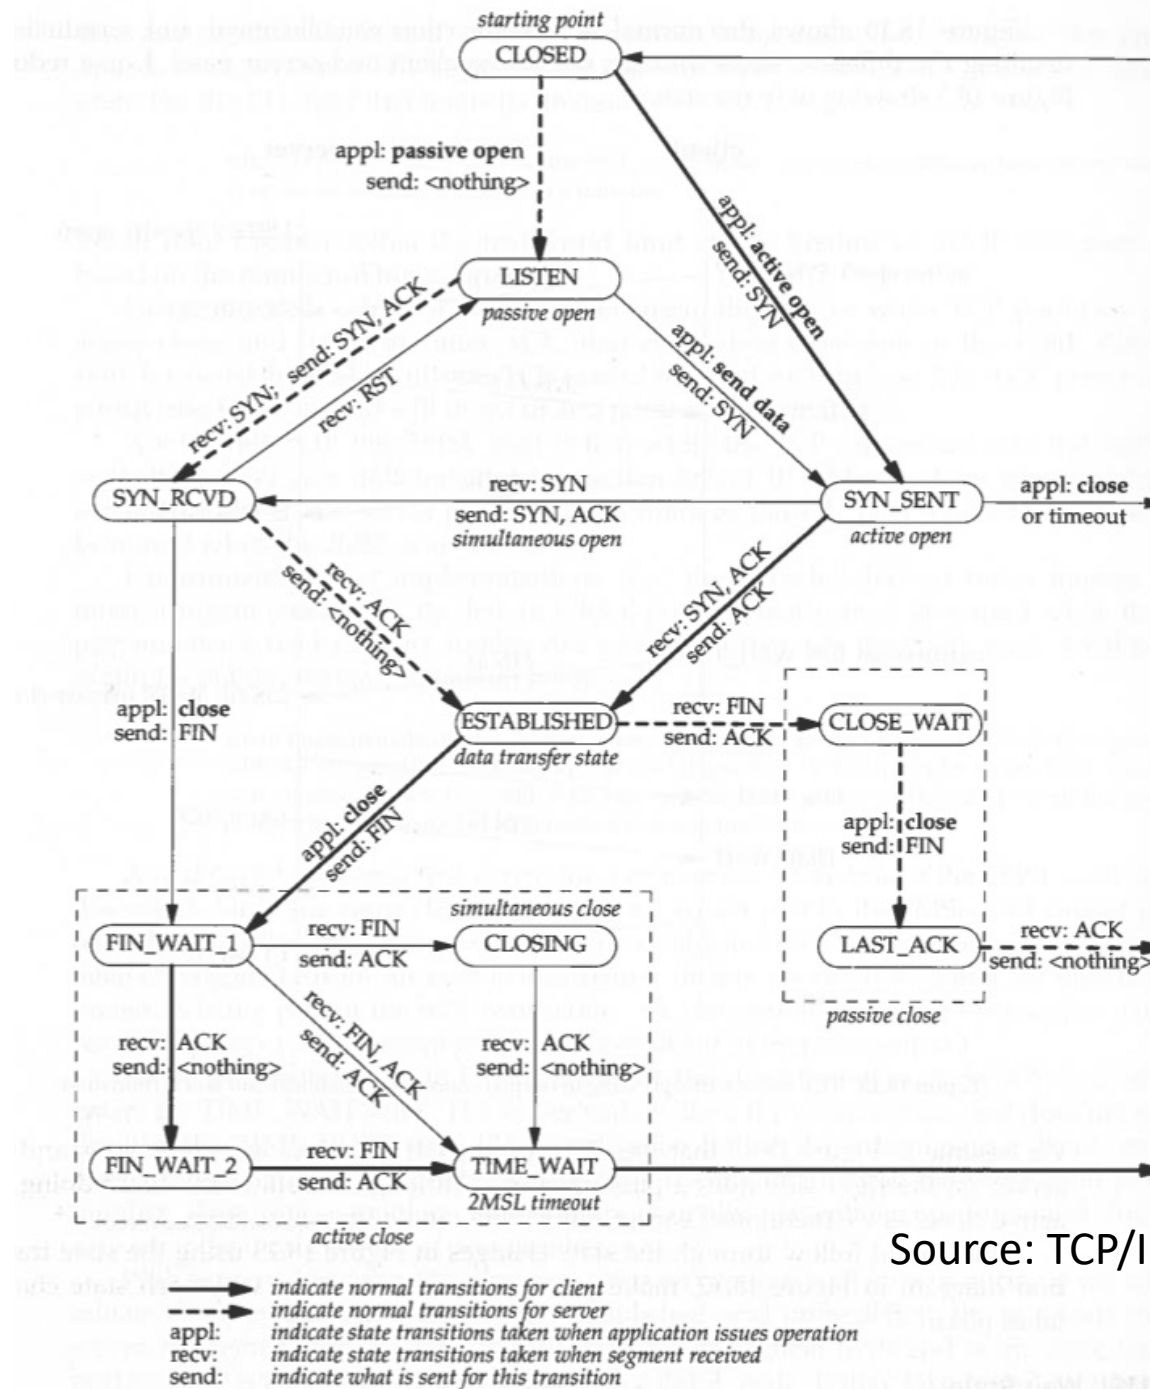 starting point
CLOSED
appl: passive open
send: <nothing>
appl: active open
send: SYN
LISTEN
passive open
recv: SYN, send: SYN, ACK
recv: RST
appl: send data
send: SYN
SYN_RCVD
recv: SYN
send: SYN, ACK
simultaneous open
SYN_SENT
active open
appl: close
or timeout
recv: ACK
send: <nothing>
recv: SYN, ACK
send: ACK
appl: close
send: FIN
ESTABLISHED
data transfer state
recv: FIN
send: ACK
CLOSE_WAIT
appl: close
send: FIN
appl: close
send: FIN
LAST_ACK
recv: ACK
send: <nothing>
passive close
simultaneous close
FIN_WAIT_1
recv: FIN
send: ACK
CLOSING
recv: ACK
send: <nothing>
recv: FIN, ACK
send: ACK
recv: ACK
send: <nothing>
FIN_WAIT_2
recv: FIN
send: ACK
TIME_WAIT
2MSL timeout
active close
Source: TCP/I
indicate normal transitions for client
indicate normal transitions for server
appl: indicate state transitions taken when application issues operation
recv: indicate state transitions taken when segment received
send: indicate what is sent for this transition